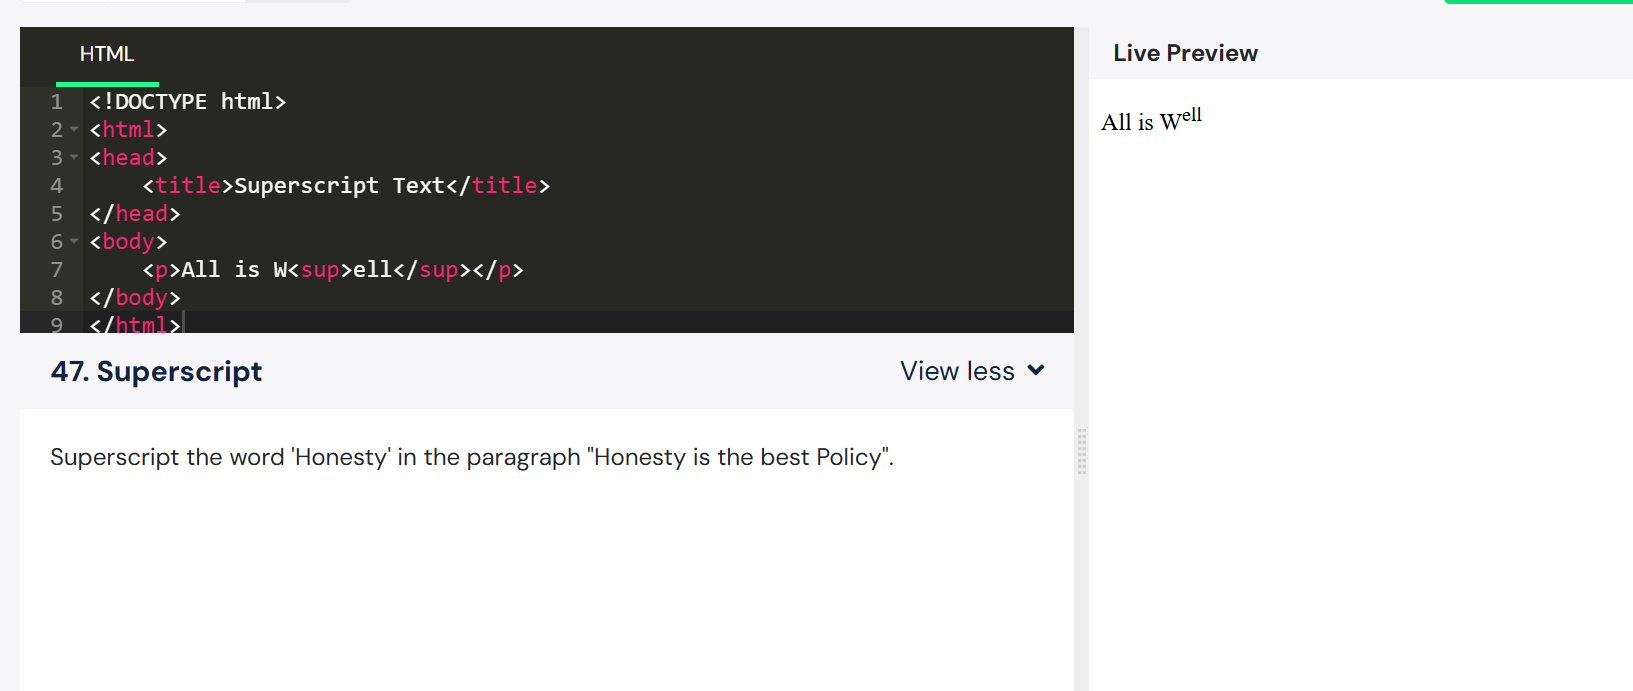 HTML
1 <!DOCTYPE html>
2 <html>
3 <head>
4     <title>Superscript Text</title>
5 </head>
6 <body>
7     <p>All is W<sup>ell</sup></p>
8 </body>
9 </html>
47. Superscript
View less
Superscript the word 'Honesty' in the paragraph "Honesty is the best Policy".
Live Preview
All is Well